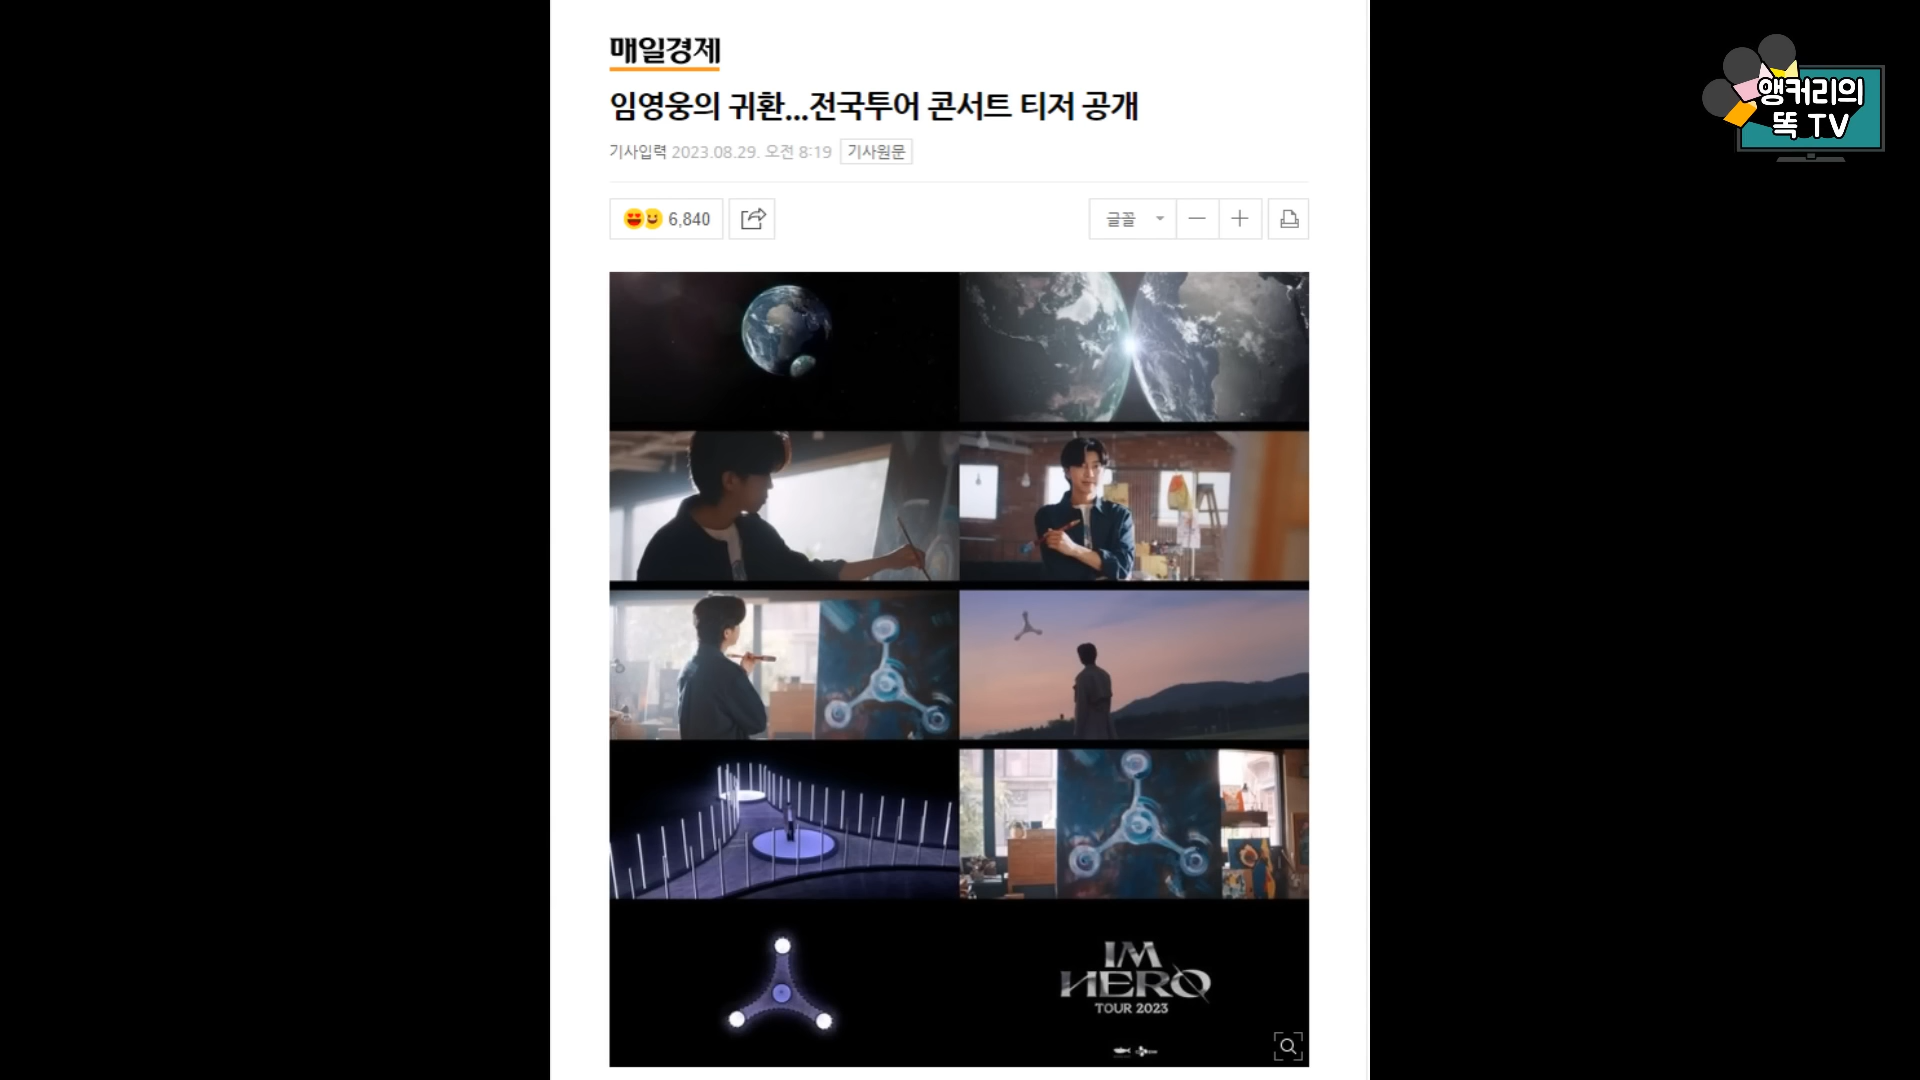 매일경제
임영웅의 귀환...전국투어 콘서트 티저 공개
기사입력 2023.08.29. 오전 8:19 기사원문
6,840
글꼴
앵커리의
똑 TV
IM
HERO
TOUR 2023